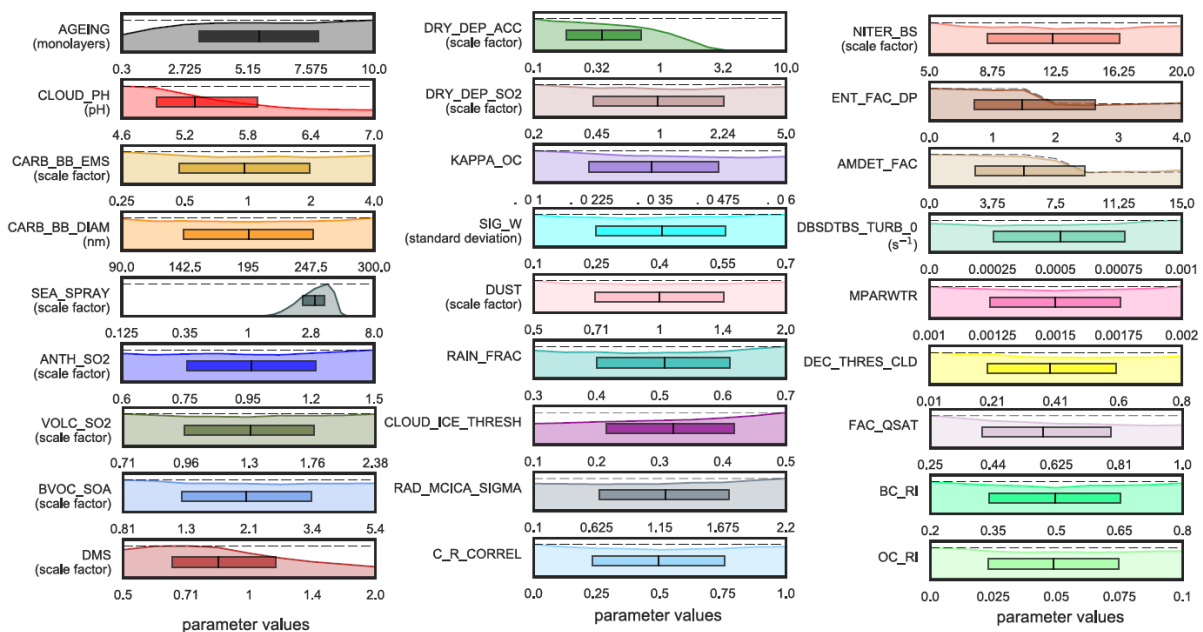 AGEING
(monolayers)
0.3 2.725 5.15 7.575 10.0
CLOUD_PH
(pH)
4.6 5.2 5.8 6.4 7.0
CARB_BB_EMS
(scale factor)
0.25 0.5 1 2 4.0
CARB_BB_DIAM
(nm)
90.0 142.5 195 247.5 300.0
SEA_SPRAY
(scale factor)
0.125 0.35 1 2.8 8.0
ANTH_SO2
(scale factor)
0.6 0.75 0.95 1.2 1.5
VOLC_SO2
(scale factor)
0.71 0.96 1.3 1.76 2.38
BVOC_SOA
(scale factor)
0.81 1.3 2.1 3.4 5.4
DMS
(scale factor)
0.5 0.71 1 1.4 2.0
parameter values
DRY_DEP_ACC
(scale factor)
0.1 0.32 1 3.2 10.0
DRY_DEP_SO2
(scale factor)
0.2 0.45 1 2.24 5.0
KAPPA_OC
. 0 1 . 0 225 . 0 35 . 0 475 . 0 6
SIG_W
(standard deviation)
0.1 0.25 0.4 0.55 0.7
DUST
(scale factor)
0.5 0.71 1 1.4 2.0
RAIN_FRAC
0.3 0.4 0.5 0.6 0.7
CLOUD_ICE_THRESH
0.1 0.2 0.3 0.4 0.5
RAD_MCICA_SIGMA
0.1 0.625 1.15 1.675 2.2
C_R_CORREL
0.0 0.25 0.5 0.75 1.0
parameter values
NITER_BS
(scale factor)
5.0 8.75 12.5 16.25 20.0
ENT_FAC_DP
0.0 1 2 3 4.0
AMDET_FAC
0.0 3.75 7.5 11.25 15.0
DBSDTBS_TURB_0
(s⁻¹)
0.0 0.00025 0.0005 0.00075 0.001
MPARWTR
0.001 0.00125 0.0015 0.00175 0.002
DEC_THRES_CLD
0.01 0.21 0.41 0.6 0.8
FAC_QSAT
0.25 0.44 0.625 0.81 1.0
BC_RI
0.2 0.35 0.5 0.65 0.8
OC_RI
0.0 0.025 0.05 0.075 0.1
parameter values